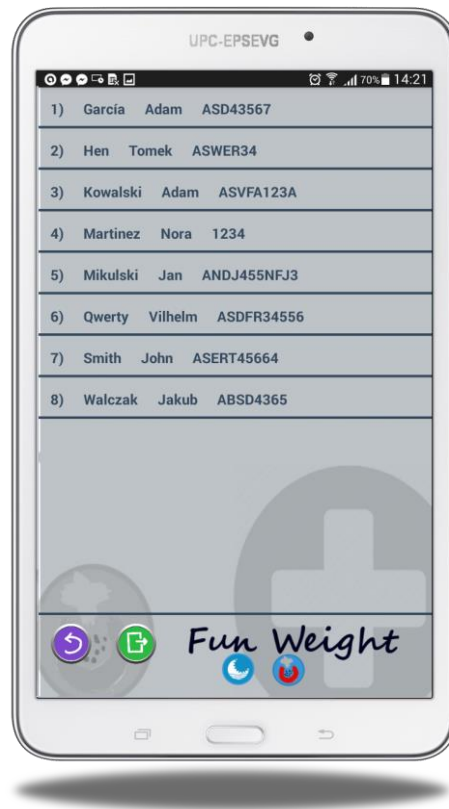 UPC-EPSEVG
70% 14:21
1) García Adam ASD43567
2) Hen Tomek ASWER34
3) Kowalski Adam ASVFA123A
4) Martinez Nora 1234
5) Mikulski Jan ANDJ455NFJ3
6) Qwerty Vilhelm ASDFR34556
7) Smith John ASERT45664
8) Walczak Jakub ABSD4365
Fun Weight